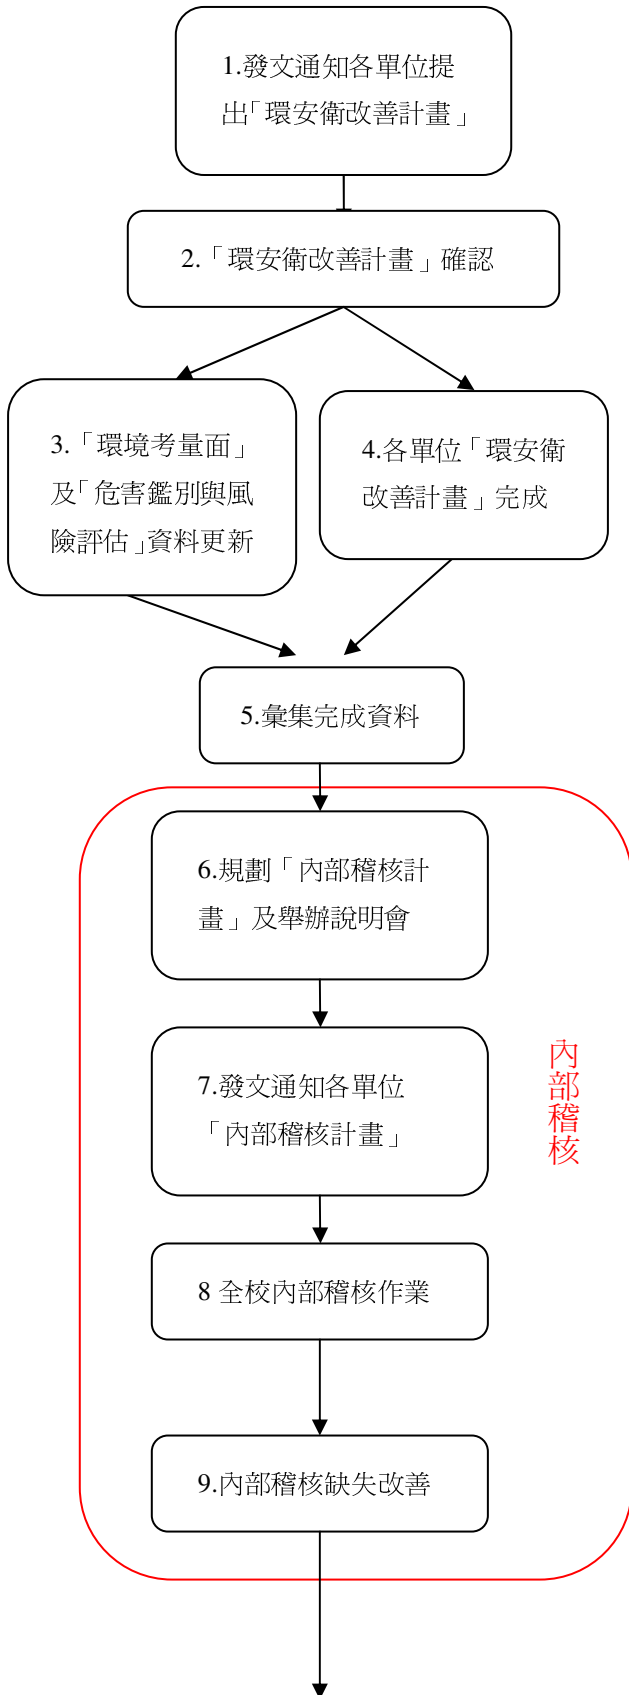 1.發文通知各單位提
出「環安衛改善計畫」
2.「環安衛改善計畫」確認
3.「環境考量面」
及「危害鑑別與風
險評估」資料更新
4.各單位「環安衛
改善計畫」完成
5.彙集完成資料
6.規劃「內部稽核計
畫」及舉辦說明會
7.發文通知各單位
「內部稽核計畫」
內部稽核
8 全校內部稽核作業
9.內部稽核缺失改善